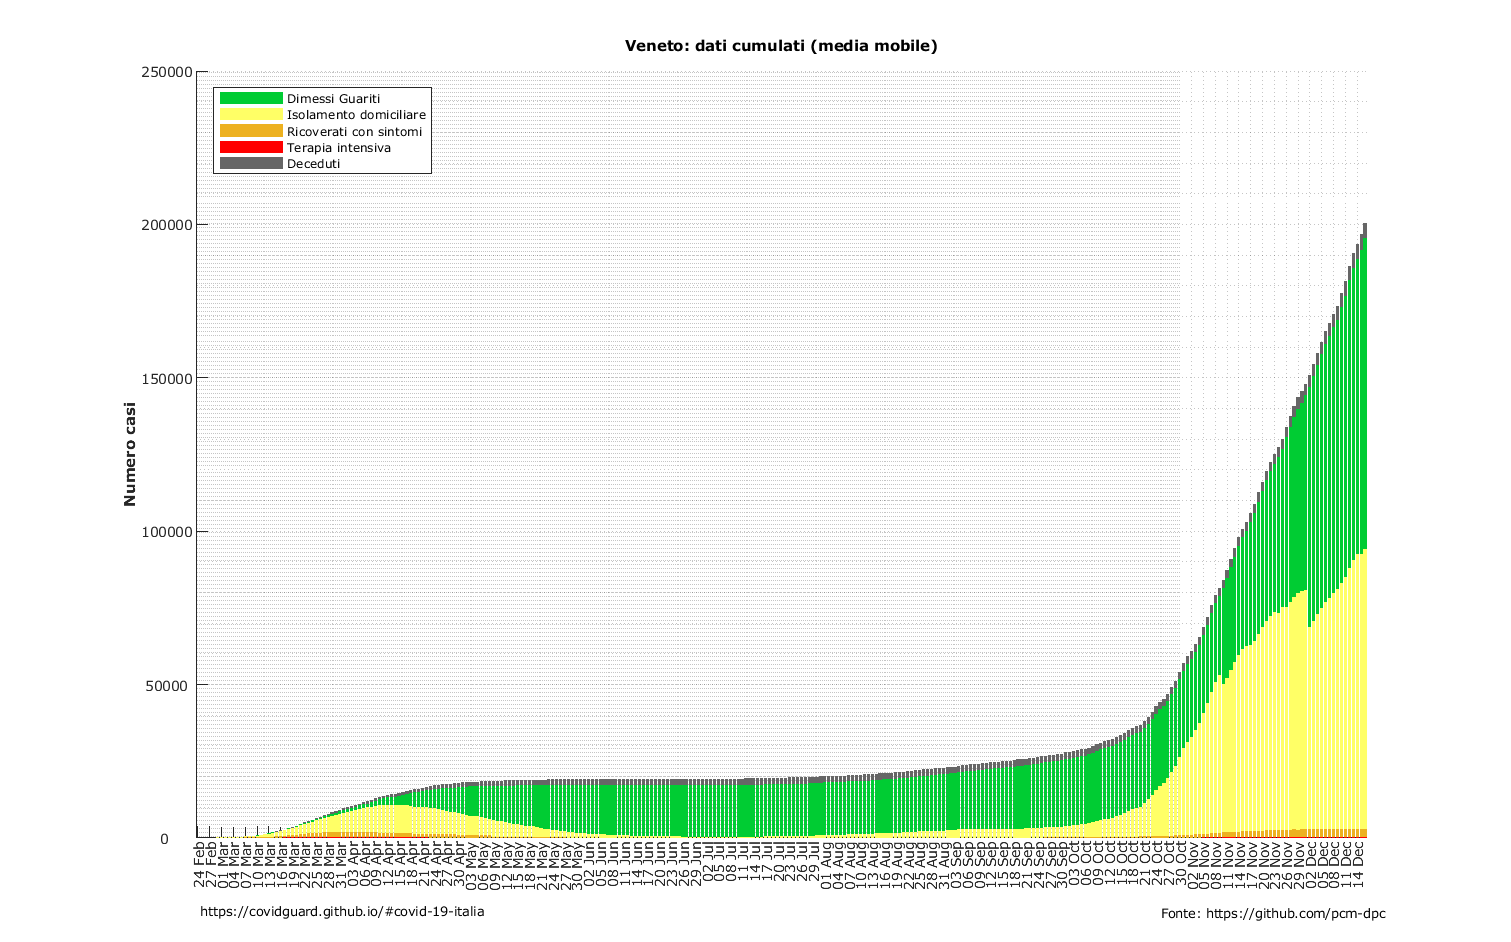 Veneto: dati cumulati (media mobile)
250000
200000
150000
100000
50000
0
Numero casi
Dimessi Guariti
Isolamento domiciliare
Ricoverati con sintomi
Terapia intensiva
Deceduti
24 Feb
27 Feb
01 Mar
04 Mar
07 Mar
10 Mar
13 Mar
16 Mar
19 Mar
22 Mar
25 Mar
28 Mar
31 Mar
03 Apr
06 Apr
09 Apr
12 Apr
15 Apr
18 Apr
21 Apr
24 Apr
27 Apr
30 Apr
03 May
06 May
09 May
12 May
15 May
18 May
21 May
24 May
27 May
30 May
02 Jun
05 Jun
08 Jun
11 Jun
14 Jun
17 Jun
20 Jun
23 Jun
26 Jun
29 Jun
02 Jul
05 Jul
08 Jul
11 Jul
14 Jul
17 Jul
20 Jul
23 Jul
26 Jul
29 Jul
01 Aug
04 Aug
07 Aug
10 Aug
13 Aug
16 Aug
19 Aug
22 Aug
25 Aug
28 Aug
31 Aug
03 Sep
06 Sep
09 Sep
12 Sep
15 Sep
18 Sep
21 Sep
24 Sep
27 Sep
30 Sep
03 Oct
06 Oct
09 Oct
12 Oct
15 Oct
18 Oct
21 Oct
24 Oct
27 Oct
30 Oct
02 Nov
05 Nov
08 Nov
11 Nov
14 Nov
17 Nov
20 Nov
23 Nov
26 Nov
29 Nov
02 Dec
05 Dec
08 Dec
11 Dec
14 Dec
https://covidguard.github.io/#covid-19-italia
Fonte: https://github.com/pcm-dpc